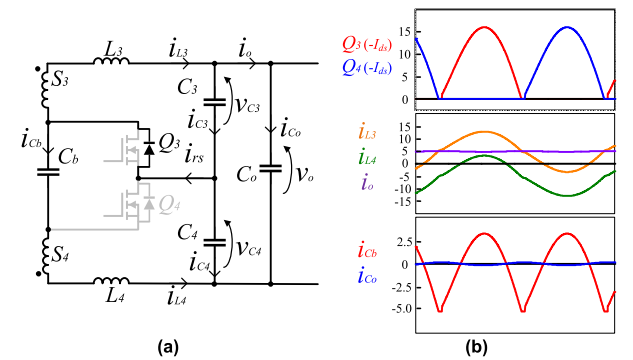 L3
iL3
io
S3
C3
vC3
iC3
iCo
Q3
iCb
Cb
irs
Co
vo
Q4
C4
vC4
iC4
S4
L4
iL4
(a)
Q3 (-Ids)
Q4 (-Ids)
15
10
5
0
iL3
iL4
io
15
10
5
0
-5
-10
-15
iCb
iCo
2.5
0
-2.5
-5.0
(b)